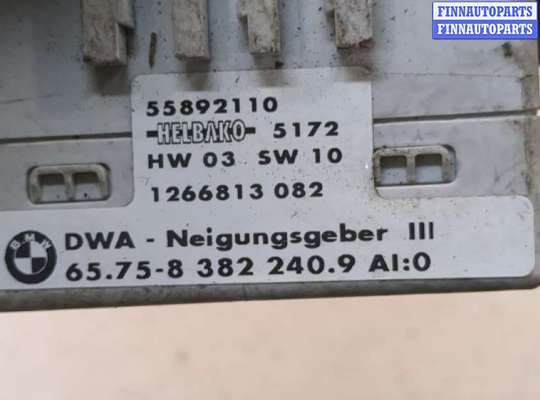 FINNAUTOPARTS
FINNAUTOPARTS
55892110
HELBAKO 5172
HW 03 SW 10
1266813 082
BMW
DWA - Neigungsgeber III
65.75-8 382 240.9 AI:0